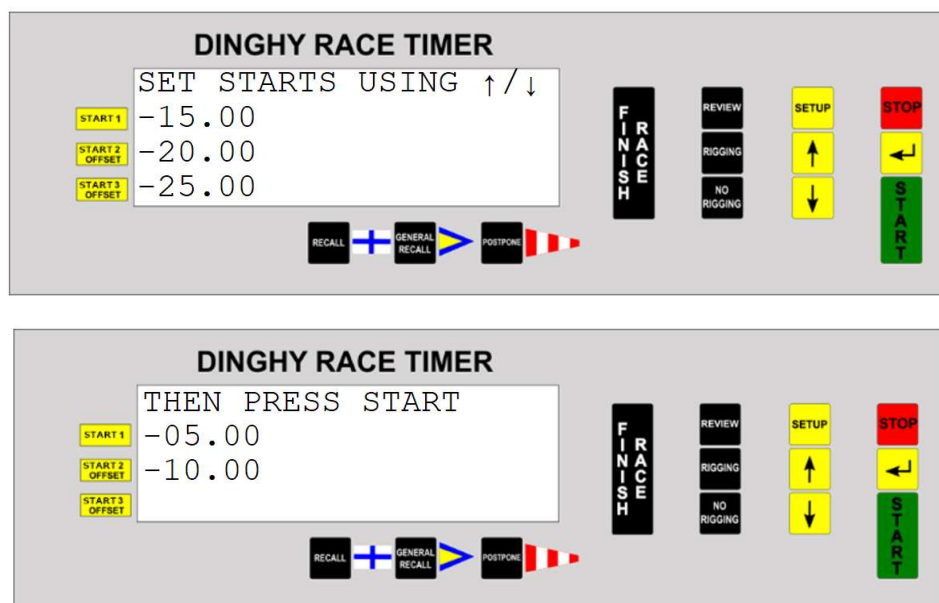 DINGHY RACE TIMER
SET STARTS USING ↑/↓
START 1
-15.00
START 2 OFFSET
-20.00
START 3 OFFSET
-25.00
FINISH RACE
REVIEW
RIGGING
NO RIGGING
SETUP
STOP
START
RECALL
GENERAL RECALL
POSTPONE
DINGHY RACE TIMER
THEN PRESS START
START 1
-05.00
START 2 OFFSET
-10.00
START 3 OFFSET
FINISH RACE
REVIEW
RIGGING
NO RIGGING
SETUP
STOP
START
RECALL
GENERAL RECALL
POSTPONE